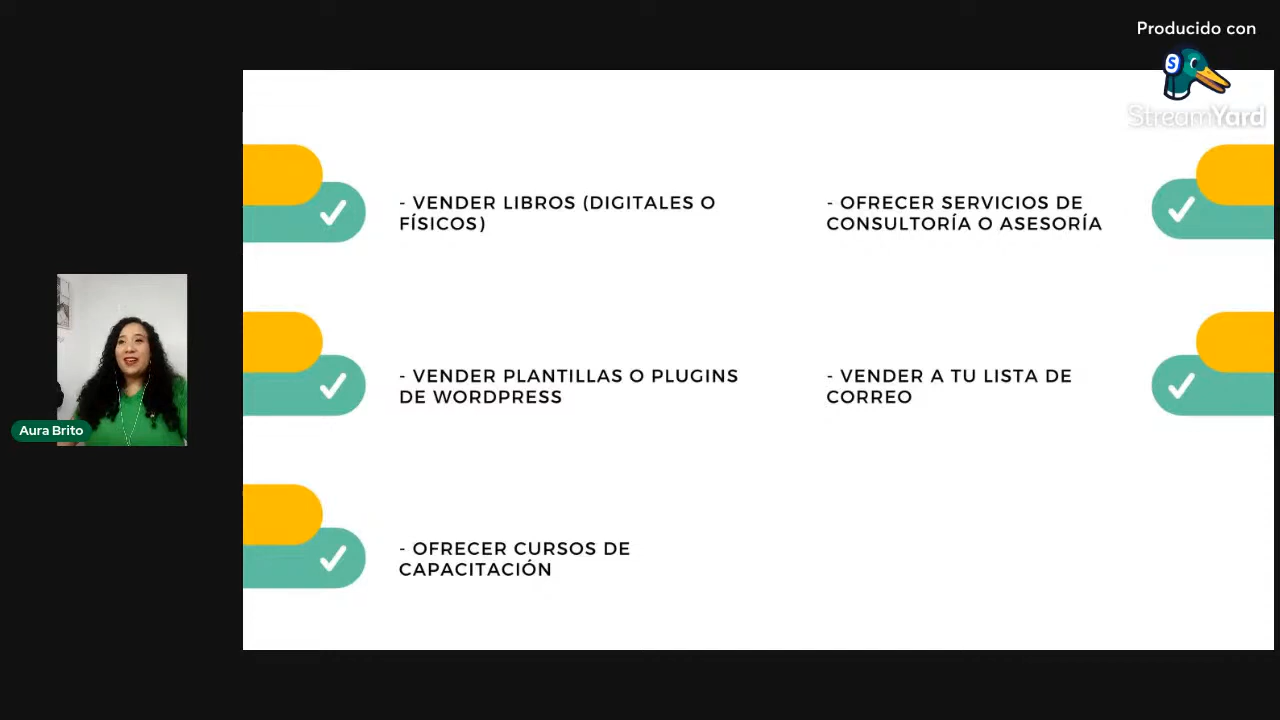 Producido con
S
StreamYard
- VENDER LIBROS (DIGITALES O
FÍSICOS)
- OFRECER SERVICIOS DE
CONSULTORÍA O ASESORÍA
- VENDER PLANTILLAS O PLUGINS
DE WORDPRESS
- VENDER A TU LISTA DE
CORREO
Aura Brito
- OFRECER CURSOS DE
CAPACITACIÓN